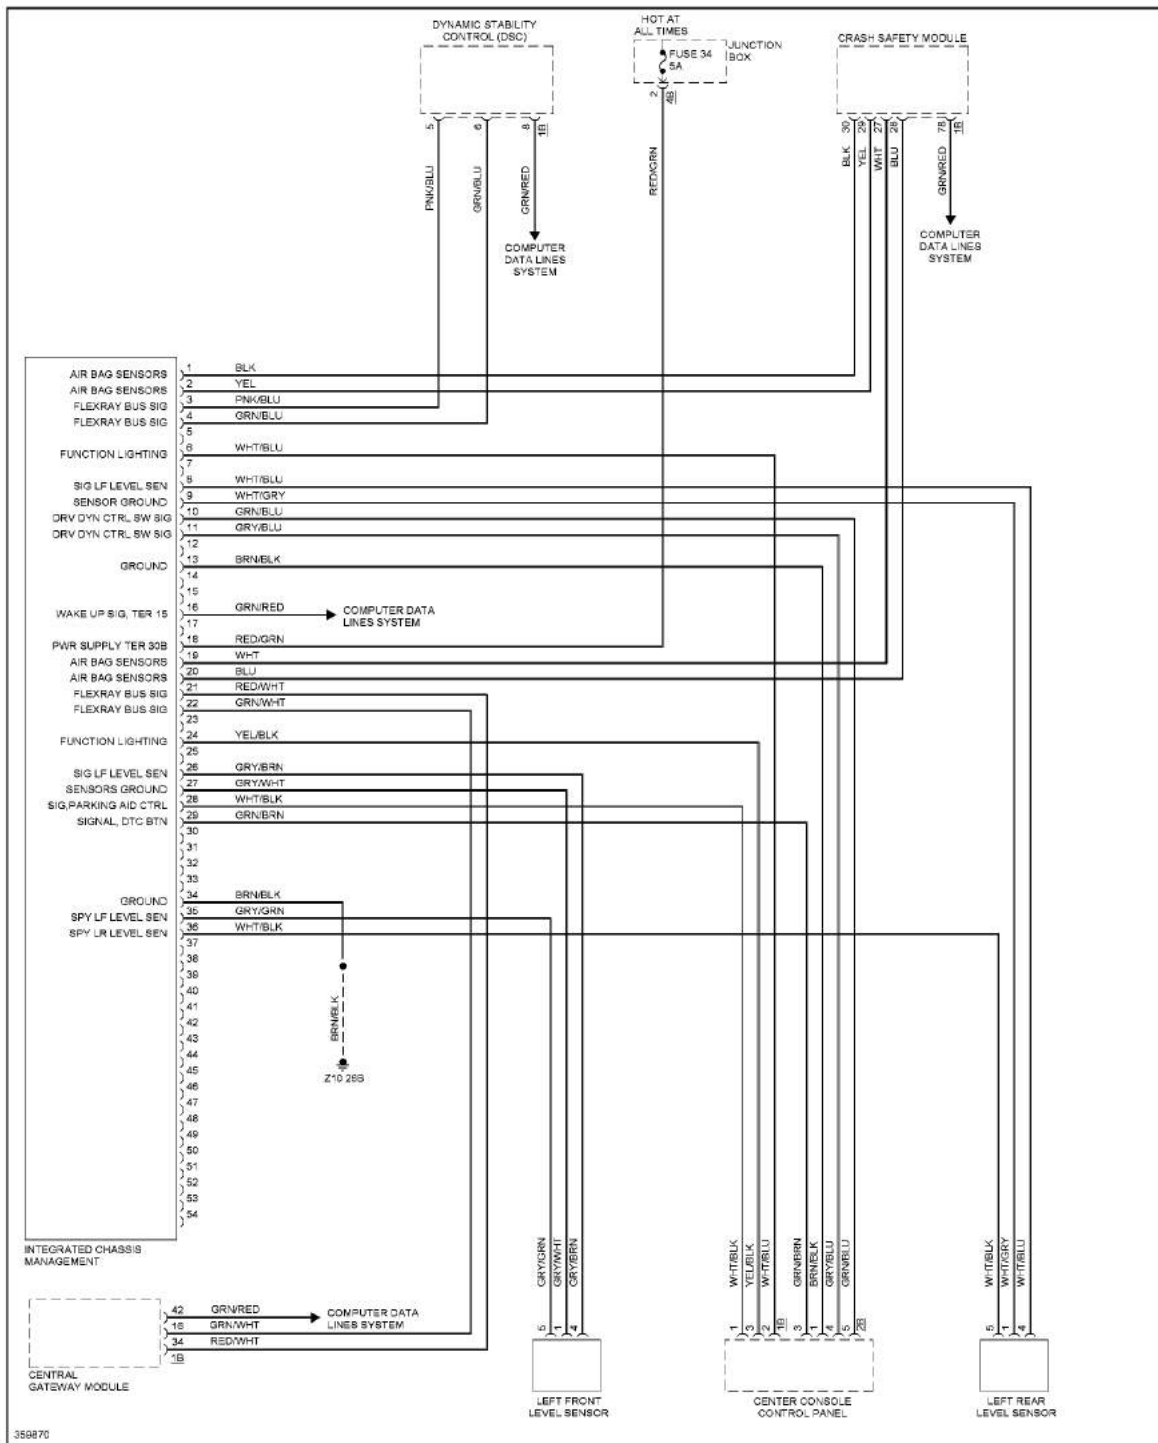 DYNAMIC STABILITY
CONTROL (DSC)
HOT AT
ALL TIMES
FUSE 34
5A
JUNCTION
BOX
CRASH SAFETY MODULE
5
6
8
1B
2
4B
30
29
27
28
78
1B
PNK/BLU
GRN/BLU
GRN/RED
RED/GRN
BLK
YEL
WHT
BLU
GRN/RED
COMPUTER
DATA LINES
SYSTEM
COMPUTER
DATA LINES
SYSTEM
AIR BAG SENSORS 1 BLK
AIR BAG SENSORS 2 YEL
FLEXRAY BUS SIG 3 PNK/BLU
FLEXRAY BUS SIG 4 GRN/BLU
5
FUNCTION LIGHTING 6 WHT/BLU
7
SIG LF LEVEL SEN 8 WHT/BLU
SENSOR GROUND 9 WHT/GRY
DRV DYN CTRL SW SIG 10 GRN/BLU
DRV DYN CTRL SW SIG 11 GRY/BLU
12
GROUND 13 BRN/BLK
14
15
WAKE UP SIG, TER 15 16 GRN/RED
COMPUTER DATA
LINES SYSTEM
17
PWR SUPPLY TER 30B 18 RED/GRN
AIR BAG SENSORS 19 WHT
AIR BAG SENSORS 20 BLU
FLEXRAY BUS SIG 21 RED/WHT
FLEXRAY BUS SIG 22 GRN/WHT
23
FUNCTION LIGHTING 24 YEL/BLK
25
SIG LF LEVEL SEN 26 GRY/BRN
SENSORS GROUND 27 GRY/WHT
SIG,PARKING AID CTRL 28 WHT/BLK
SIGNAL, DTC BTN 29 GRN/BRN
30
31
32
33
GROUND 34 BRN/BLK
SPY LF LEVEL SEN 35 GRY/GRN
SPY LR LEVEL SEN 36 WHT/BLK
37
38
39
40
41
42
43
44
45
46
47
48
49
50
51
52
53
54
BRN/BLK
Z10 26B
INTEGRATED CHASSIS
MANAGEMENT
42 GRN/RED
16 GRN/WHT
34 RED/WHT
1B
COMPUTER DATA
LINES SYSTEM
CENTRAL
GATEWAY MODULE
GRY/GRN
GRY/WHT
GRY/BRN
5
1
4
LEFT FRONT
LEVEL SENSOR
WHT/BLK
YEL/BLK
WHT/BLU
GRN/BRN
BRN/BLK
GRY/BLU
GRN/BLU
1
3
2
1B
3
1
4
5
2B
CENTER CONSOLE
CONTROL PANEL
WHT/BLK
WHT/GRY
WHT/BLU
5
1
4
LEFT REAR
LEVEL SENSOR
359870